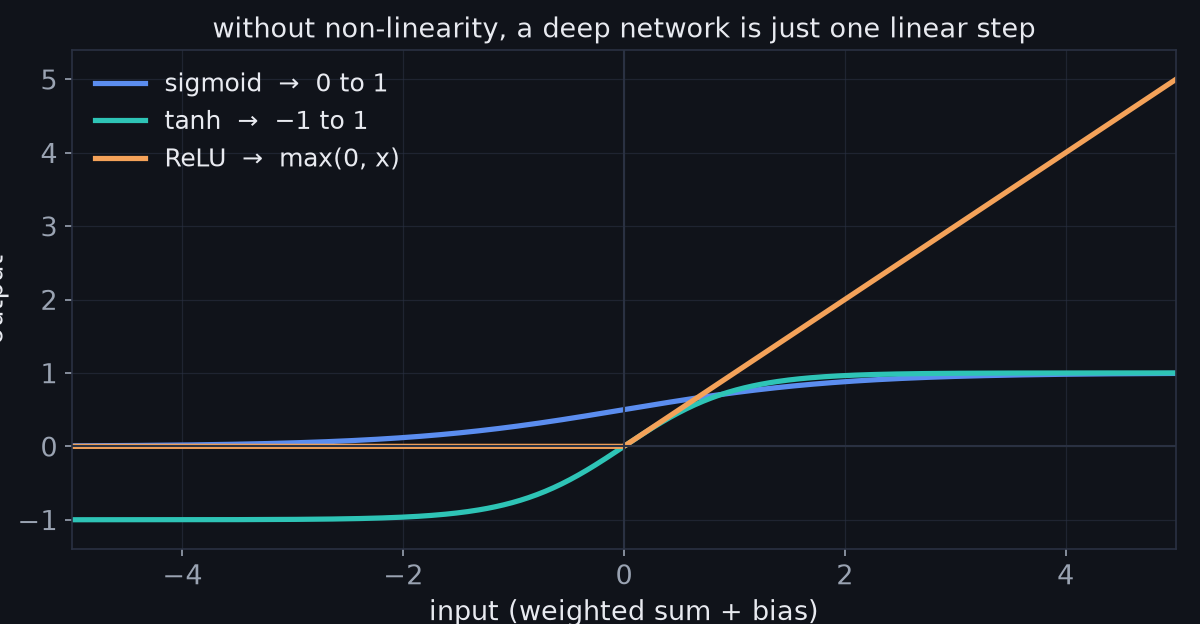 without non-linearity, a deep network is just one linear step
sigmoid → 0 to 1
tanh → −1 to 1
ReLU → max(0, x)
5
4
3
2
1
0
−1
−4
−2
0
2
4
input (weighted sum + bias)